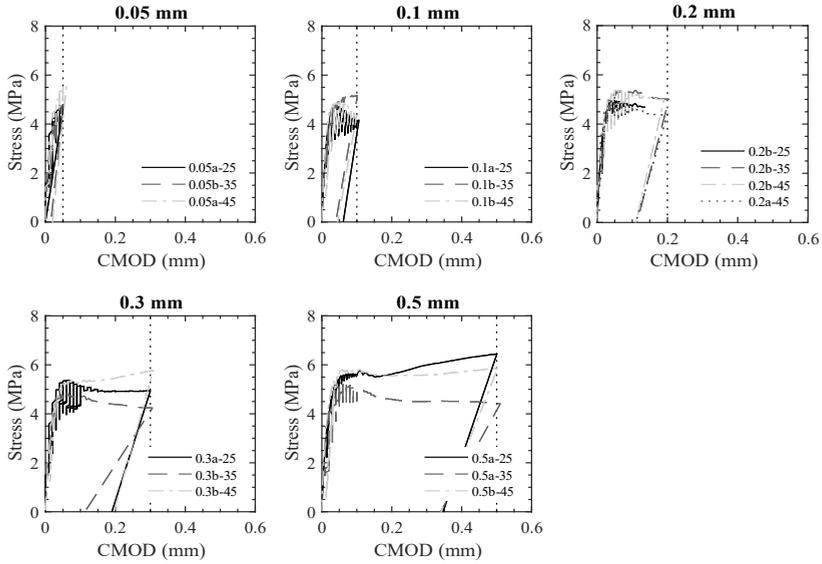 0.05 mm
0.1 mm
0.2 mm
8
6
4
2
0
Stress (MPa)
0.05a-25
0.05b-35
0.05a-45
0
0.2
0.4
0.6
CMOD (mm)
8
6
4
2
0
Stress (MPa)
0.1a-25
0.1b-35
0.1b-45
0
0.2
0.4
0.6
CMOD (mm)
8
6
4
2
0
Stress (MPa)
0.2b-25
0.2b-35
0.2b-45
0.2a-45
0
0.2
0.4
0.6
CMOD (mm)
0.3 mm
0.5 mm
8
6
4
2
0
Stress (MPa)
0.3a-25
0.3b-35
0.3b-45
0
0.2
0.4
0.6
CMOD (mm)
8
6
4
2
0
Stress (MPa)
0.5a-25
0.5a-35
0.5b-45
0
0.2
0.4
0.6
CMOD (mm)